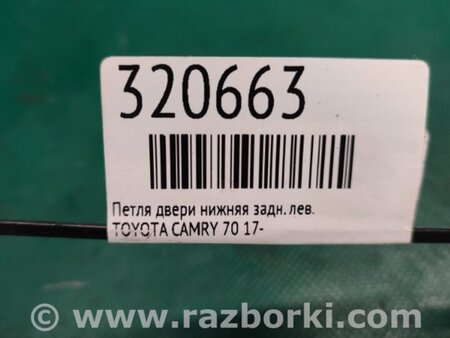 320663
Петля двери нижняя задн. лев.
TOYOTA CAMRY 70 17-
© www.razborki.com